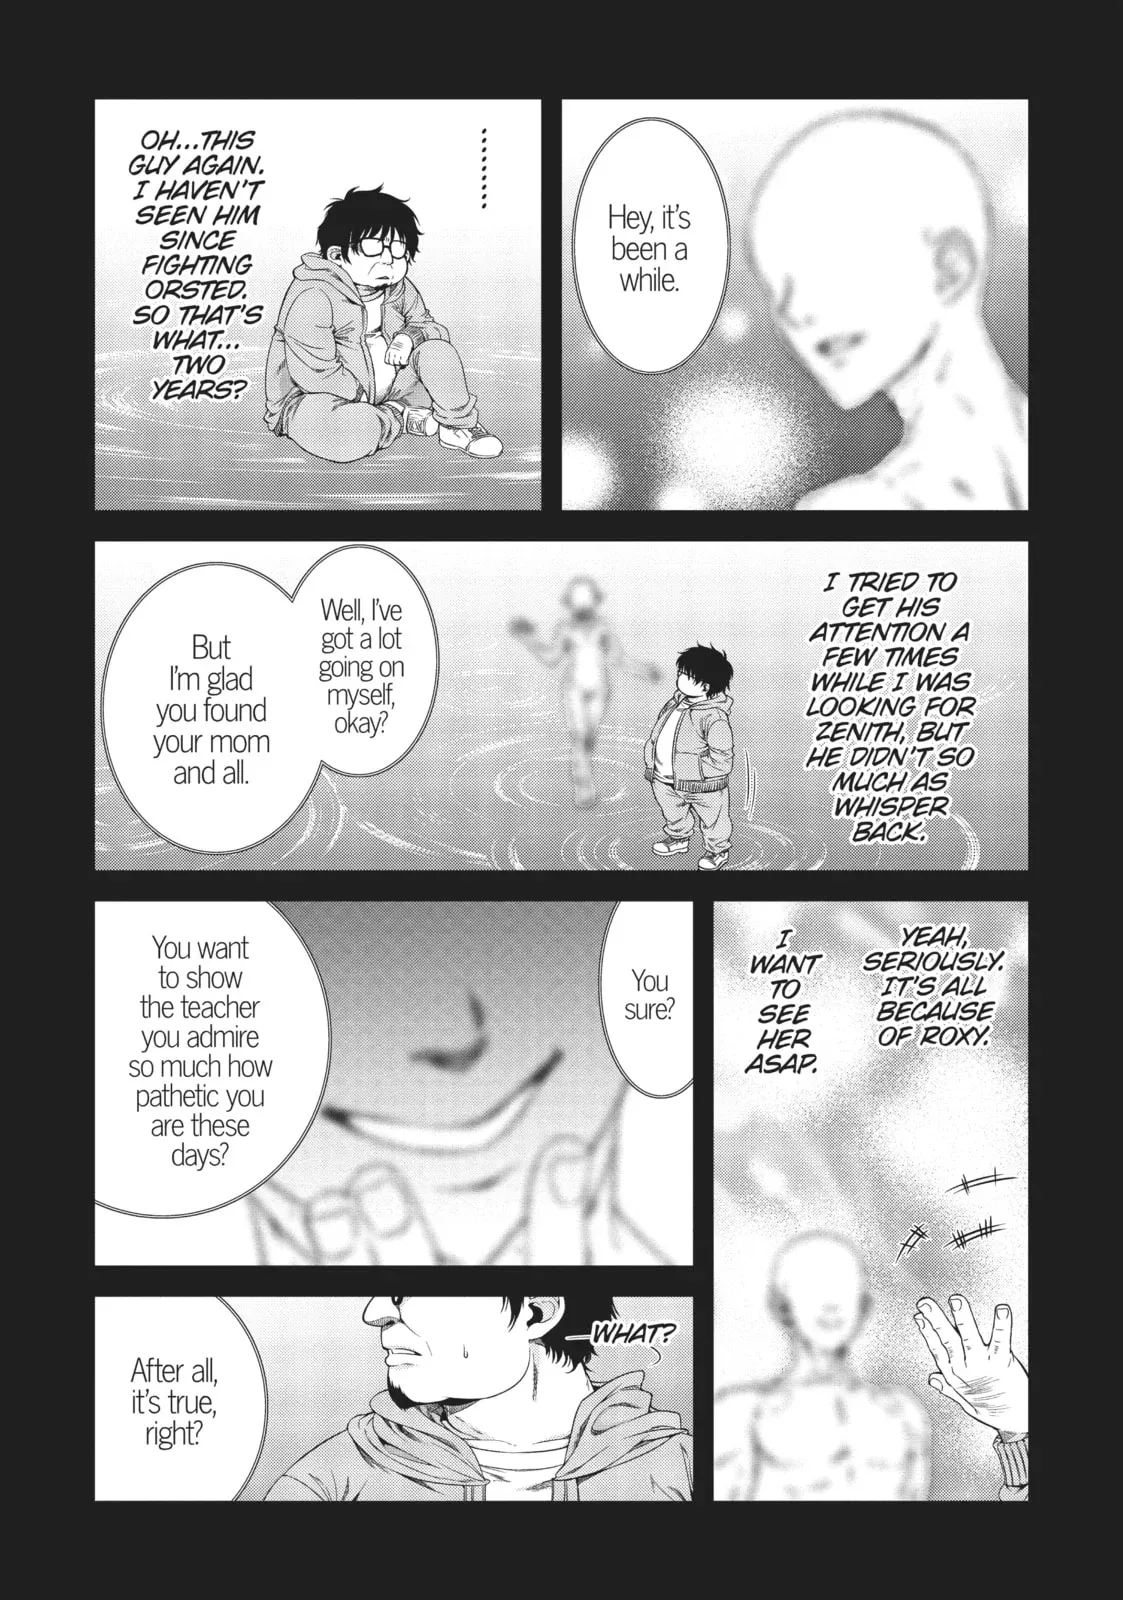 Hey, it's
been a
while.
.........
OH...THIS
GUY AGAIN.
I HAVEN'T
SEEN HIM
SINCE
FIGHTING
ORSTED.
SO THAT'S
WHAT...
TWO
YEARS?
I TRIED TO
GET HIS
ATTENTION A
FEW TIMES
WHILE I WAS
LOOKING FOR
ZENITH, BUT
HE DIDN'T SO
MUCH AS
WHISPER
BACK.
Well, I've
got a lot
going on
myself,
okay?
But
I'm glad
you found
your mom
and all.
YEAH,
SERIOUSLY.
IT'S ALL
BECAUSE
OF ROXY.
I
WANT
TO
SEE
HER
ASAP.
You
sure?
You want
to show
the teacher
you admire
so much how
pathetic you
are these
days?
WHAT?
After all,
it's true,
right?